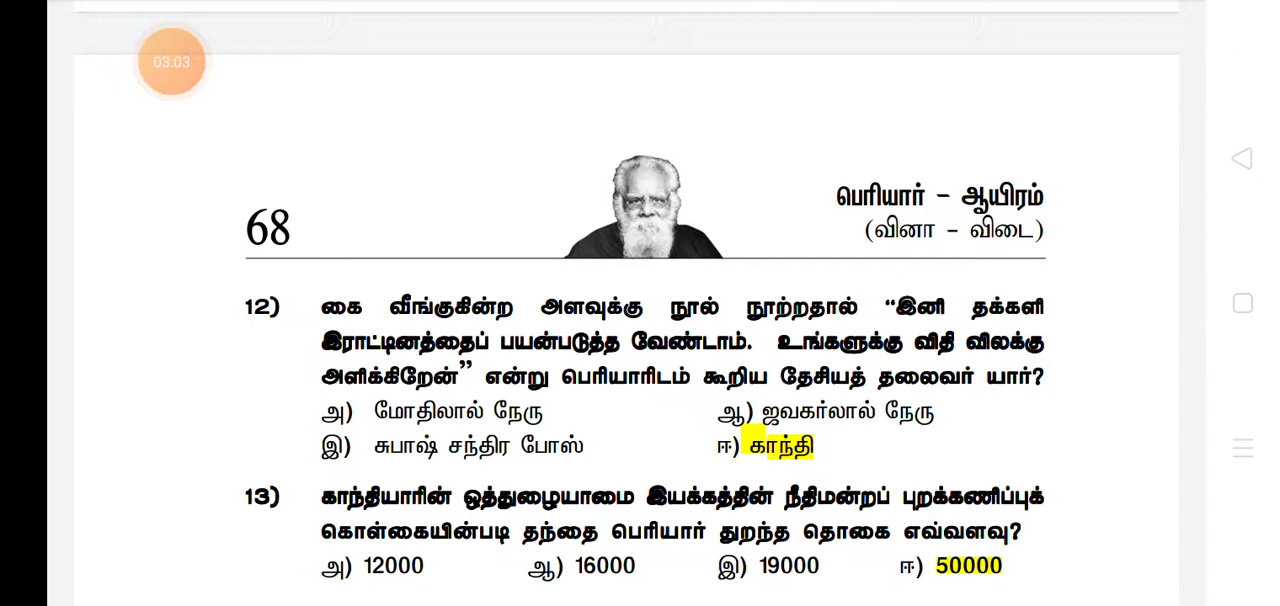 03:03
68
பெரியார் – ஆயிரம்
(வினா – விடை)
12) கை வீங்குகின்ற அளவுக்கு நூல் நூற்றதால் “இனி தக்களி
இராட்டினத்தைப் பயன்படுத்த வேண்டாம். உங்களுக்கு விதி விலக்கு
அளிக்கிறேன்” என்று பெரியாரிடம் கூறிய தேசியத் தலைவர் யார்?
அ) மோதிலால் நேரு ஆ) ஜவகர்லால் நேரு
இ) சுபாஷ் சந்திர போஸ் ஈ) காந்தி
13) காந்தியாரின் ஒத்துழையாமை இயக்கத்தின் நீதிமன்றப் புறக்கணிப்புக்
கொள்கையின்படி தந்தை பெரியார் துறந்த தொகை எவ்வளவு?
அ) 12000 ஆ) 16000 இ) 19000 ஈ) 50000